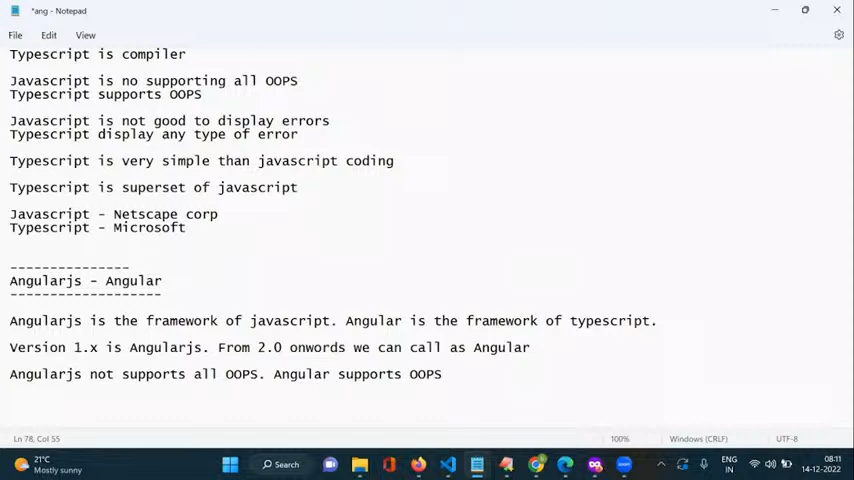 *ang - Notepad
File Edit View
Typescript is compiler
Javascript is no supporting all OOPS
Typescript supports OOPS
Javascript is not good to display errors
Typescript display any type of error
Typescript is very simple than javascript coding
Typescript is superset of javascript
Javascript - Netscape corp
Typescript - Microsoft
---------------
Angularjs - Angular
-------------------
Angularjs is the framework of javascript. Angular is the framework of typescript.
Version 1.x is Angularjs. From 2.0 onwords we can call as Angular
Angularjs not supports all OOPS. Angular supports OOPS
Ln 78, Col 55 100% Windows (CRLF) UTF-8
21°C
Mostly sunny
Search
ENG
IN
08:11
14-12-2022